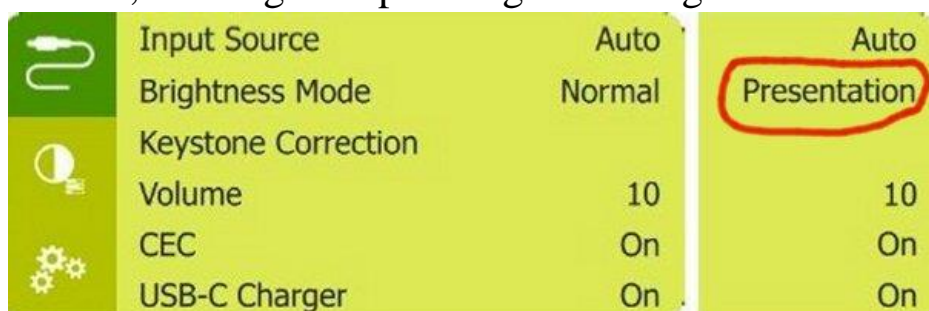 Input Source Auto Auto
Brightness Mode Normal Presentation
Keystone Correction
Volume 10 10
CEC On On
USB-C Charger On On